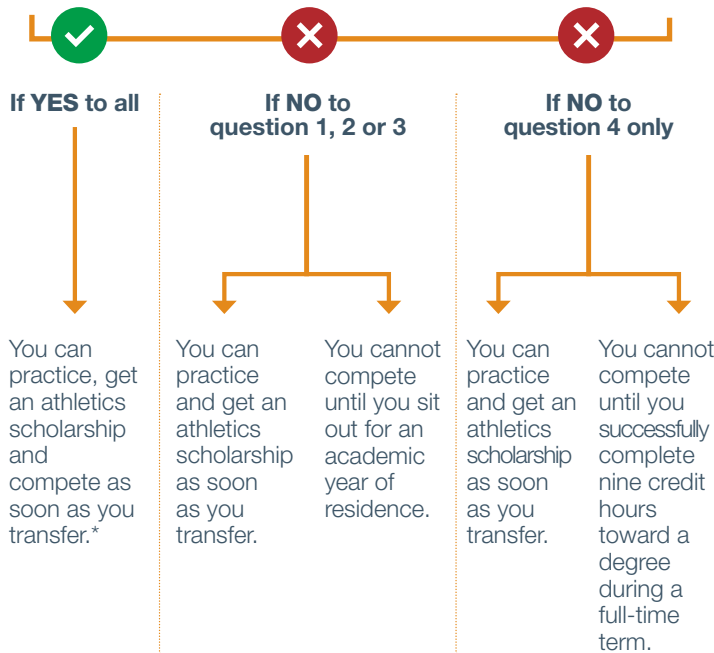 If YES to all
If NO to
question 1, 2 or 3
If NO to
question 4 only
You can
practice, get
an athletics
scholarship
and
compete as
soon as you
transfer.*
You can
practice
and get an
athletics
scholarship
as soon
as you
transfer.
You cannot
compete
until you sit
out for an
academic
year of
residence.
You can
practice
and get an
athletics
scholarship
as soon
as you
transfer.
You cannot
compete
until you
successfully
complete
nine credit
hours
toward a
degree
during a
full-time
term.